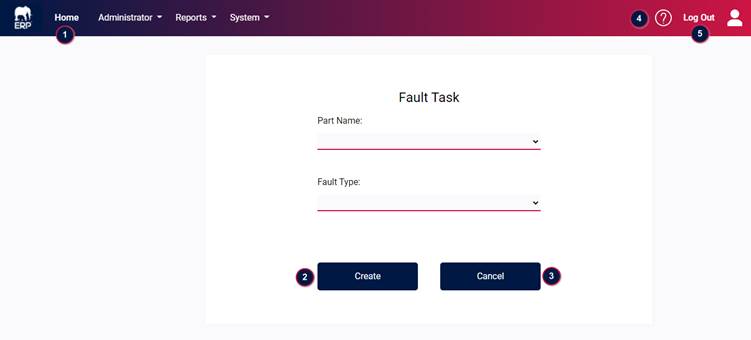 ERP Home Administrator Reports System 4 ? Log Out
1 5
Fault Task
Part Name:
Fault Type:
2 Create Cancel 3